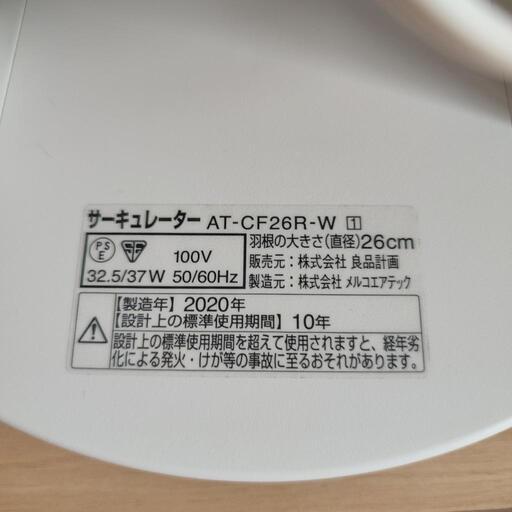 サーキュレーター AT-CF26R-W 1
PS
E
100V
32.5/37W 50/60Hz
羽根の大きさ(直径)26cm
販売元：株式会社 良品計画
製造元：株式会社 メルコエアテック
【製造年】2020年
【設計上の標準使用期間】10年
設計上の標準使用期間を超えて使用されますと、経年劣
化による発火・けが等の事故に至るおそれがあります。